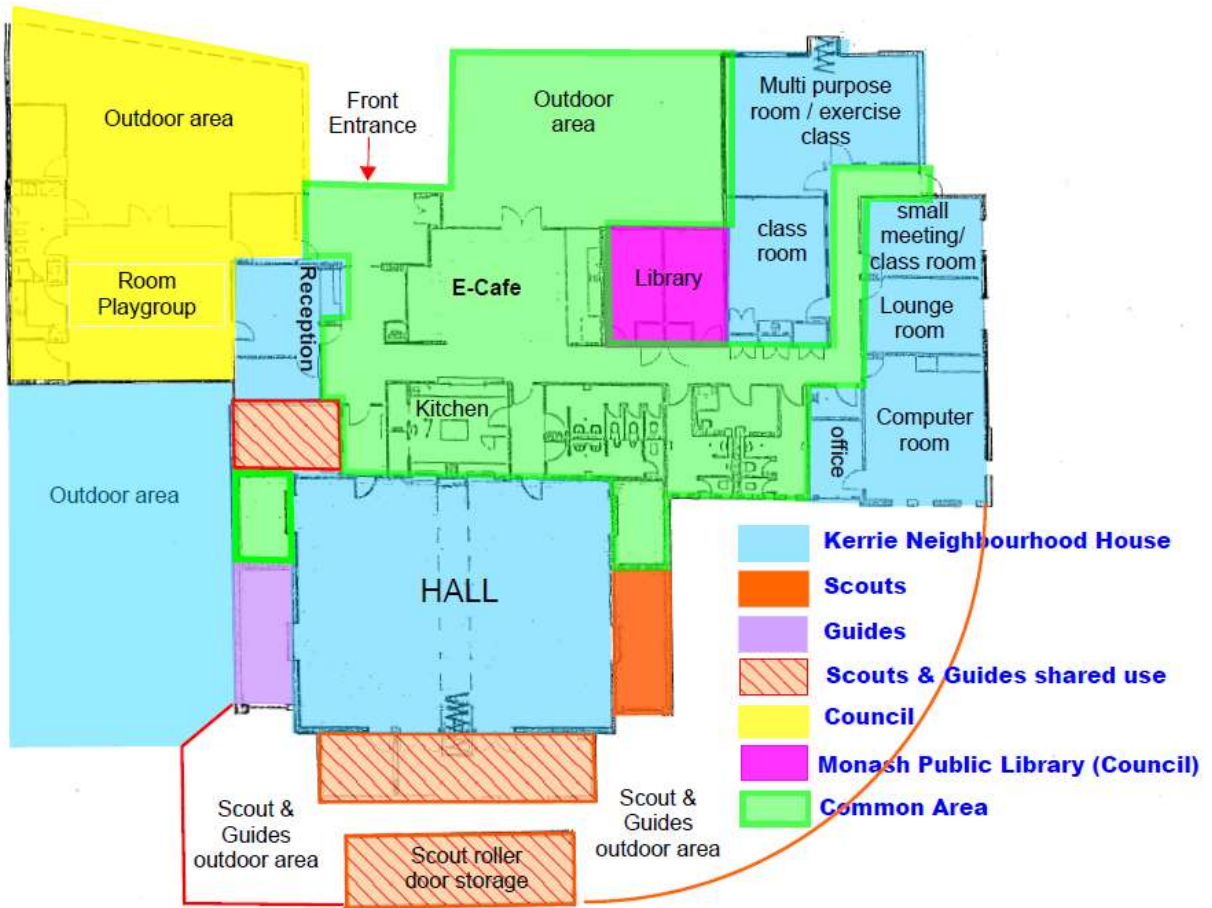 Outdoor area
Front
Entrance
Outdoor
area
Multi purpose
room / exercise
class
Room
Playgroup
Reception
E-Cafe
Library
class
room
small
meeting/
class room
Lounge
room
Kitchen
office
Computer
room
Outdoor area
HALL
Scout &
Guides
outdoor area
Scout roller
door storage
Scout &
Guides
outdoor area
Kerrie Neighbourhood House
Scouts
Guides
Scouts & Guides shared use
Council
Monash Public Library (Council)
Common Area